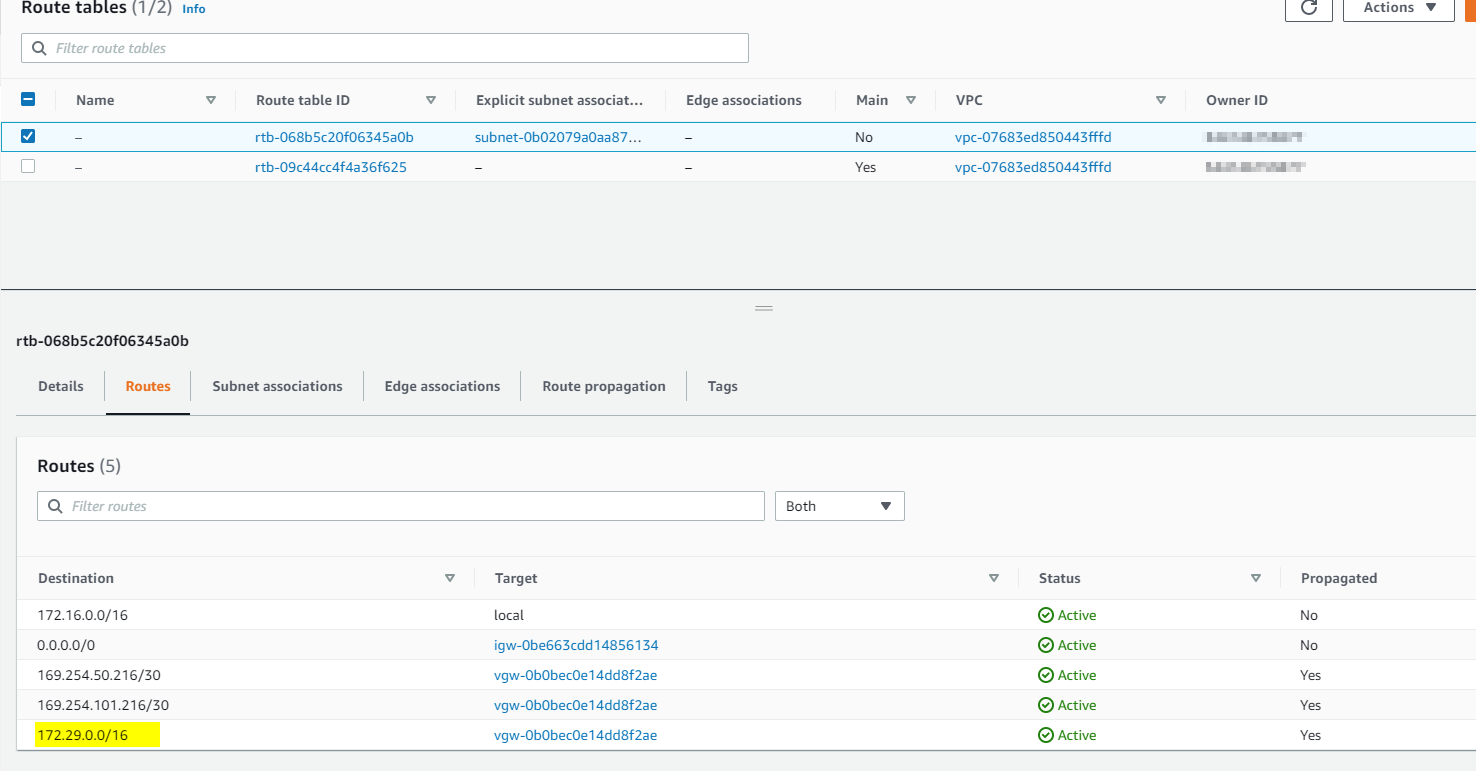 Route tables (1/2) Info
Actions
Filter route tables
Name Route table ID Explicit subnet associat... Edge associations Main VPC Owner ID
– rtb-068b5c20f06345a0b subnet-0b02079a0aa87... – No vpc-07683ed850443fffd
– rtb-09c44cc4f4a36f625 – – Yes vpc-07683ed850443fffd
rtb-068b5c20f06345a0b
Details Routes Subnet associations Edge associations Route propagation Tags
Routes (5)
Filter routes Both
Destination Target Status Propagated
172.16.0.0/16 local Active No
0.0.0.0/0 igw-0be663cdd14856134 Active No
169.254.50.216/30 vgw-0b0bec0e14dd8f2ae Active Yes
169.254.101.216/30 vgw-0b0bec0e14dd8f2ae Active Yes
172.29.0.0/16 vgw-0b0bec0e14dd8f2ae Active Yes